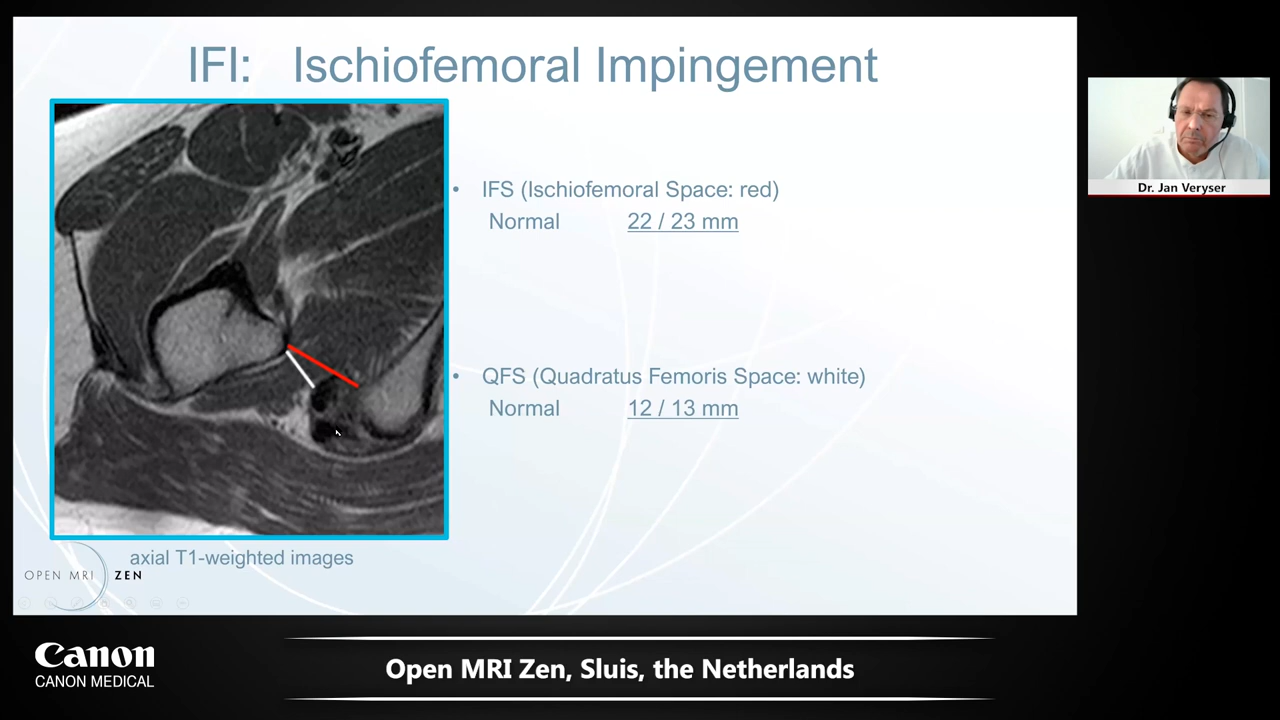 IFI: Ischiofemoral Impingement
• IFS (Ischiofemoral Space: red)
Normal 22 / 23 mm
• QFS (Quadratus Femoris Space: white)
Normal 12 / 13 mm
axial T1-weighted images
OPEN MRI ZEN
Dr. Jan Veryser
Canon
CANON MEDICAL
Open MRI Zen, Sluis, the Netherlands